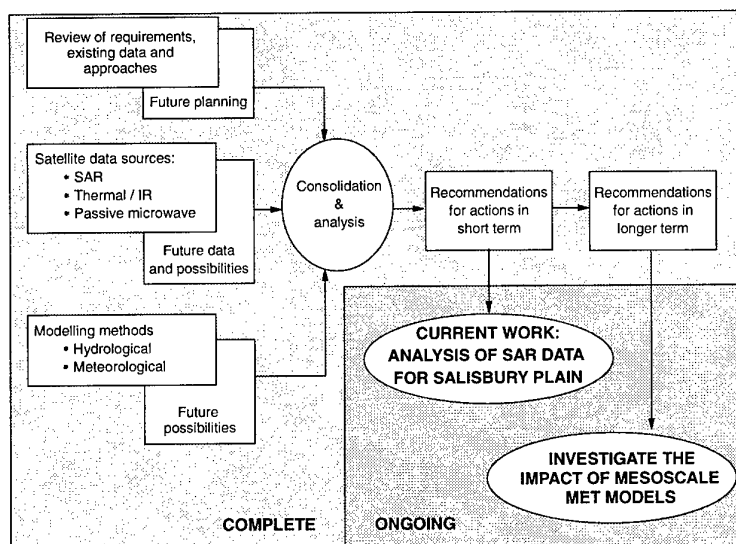 Review of requirements,
existing data and
approaches
Future planning
Satellite data sources:
• SAR
• Thermal / IR
• Passive microwave
Future data
and possibilities
Modelling methods
• Hydrological
• Meteorological
Future
possibilities
Consolidation
&
analysis
Recommendations
for actions in
short term
Recommendations
for actions in
longer term
CURRENT WORK:
ANALYSIS OF SAR DATA
FOR SALISBURY PLAIN
INVESTIGATE THE
IMPACT OF MESOSCALE
MET MODELS
COMPLETE
ONGOING